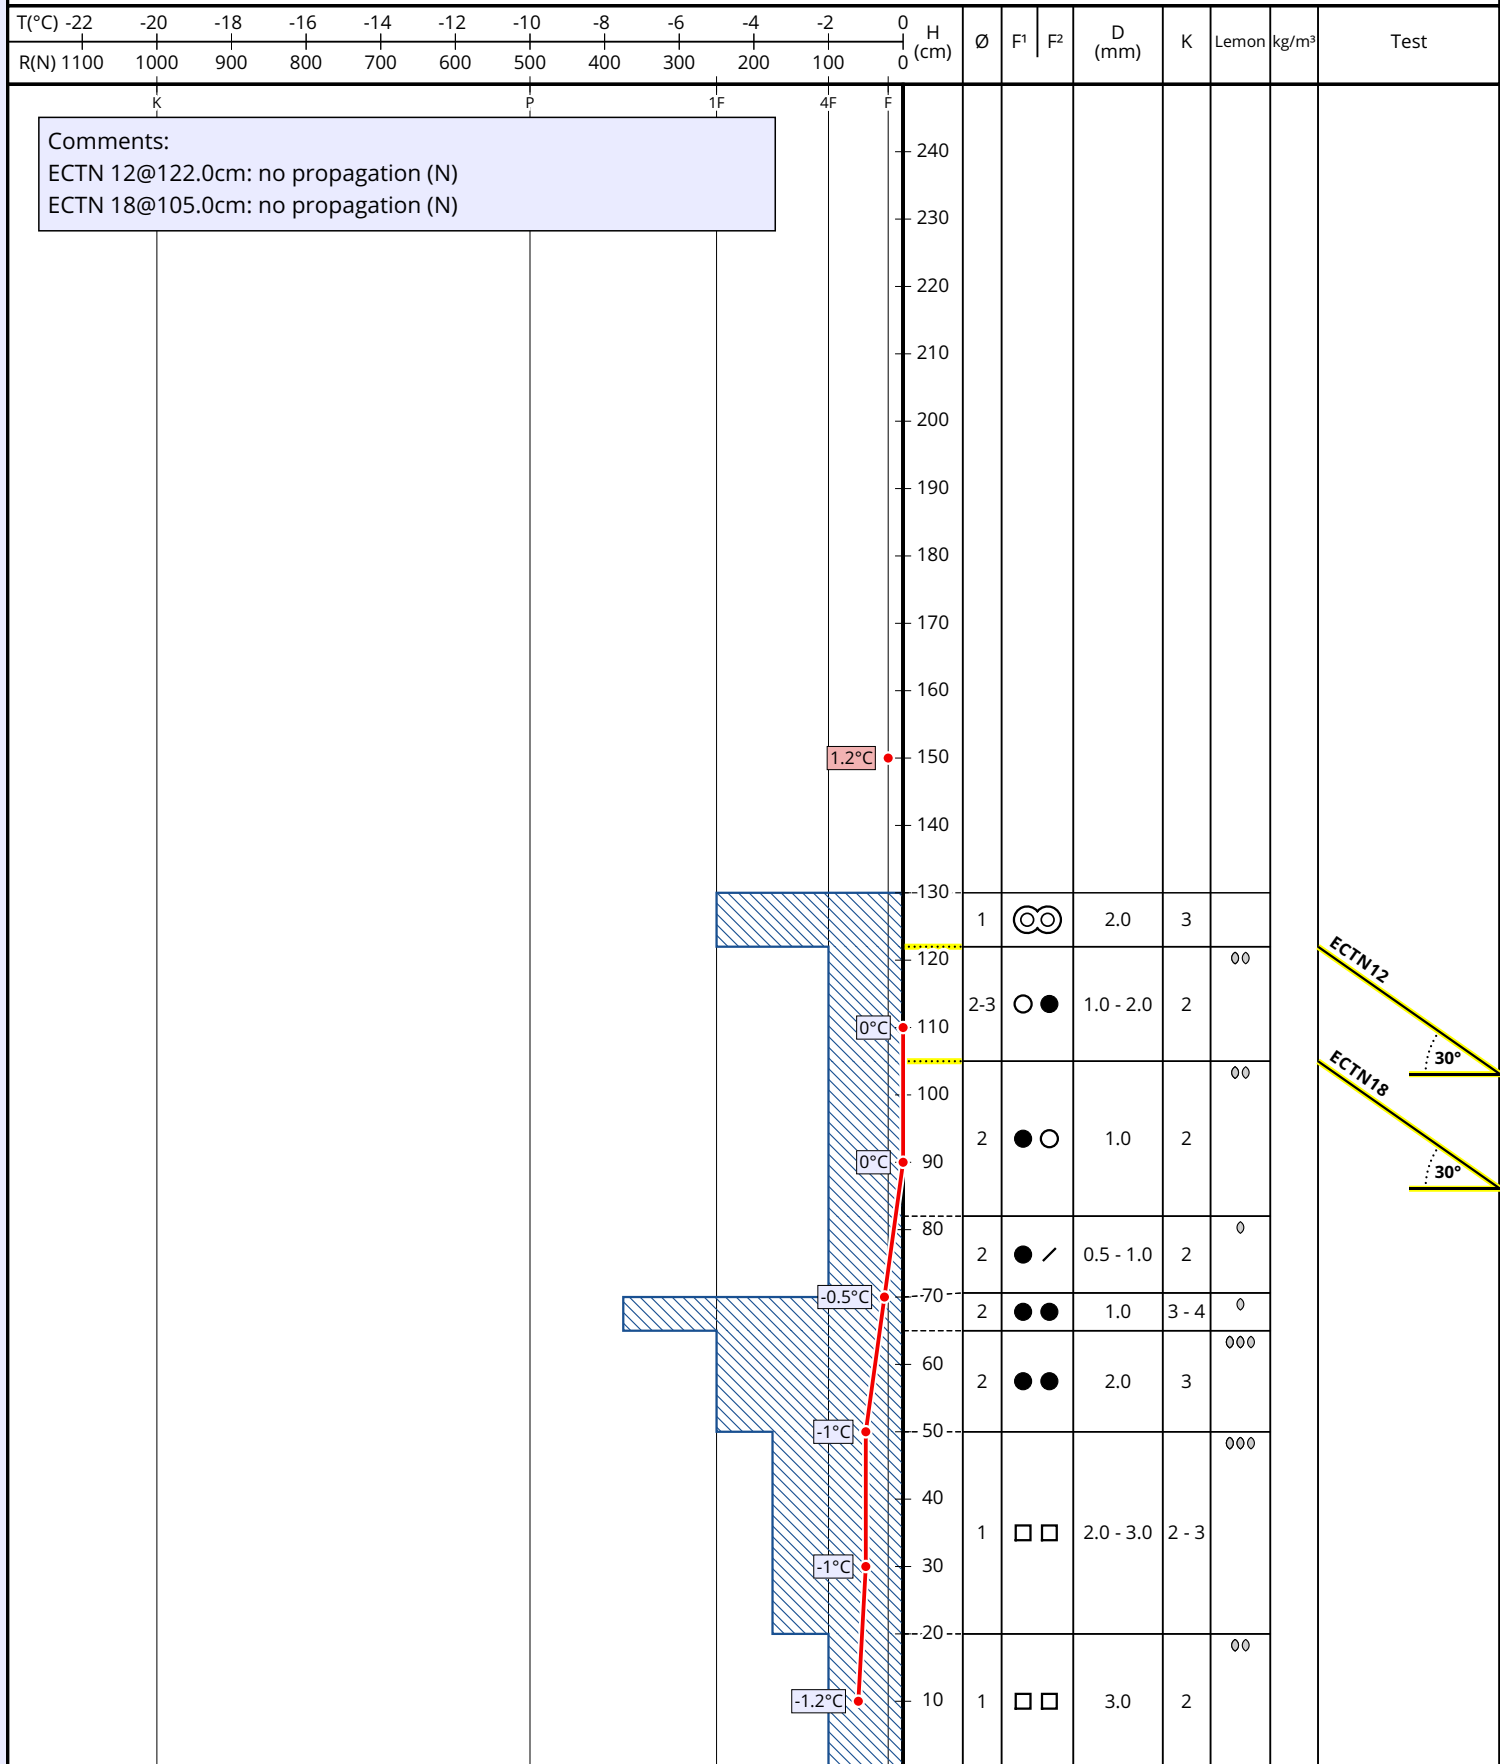 T(°C) -22 -20 -18 -16 -14 -12 -10 -8 -6 -4 -2 0
R(N) 1100 1000 900 800 700 600 500 400 300 200 100 0
H (cm) Ø F¹ F² D (mm) K Lemon kg/m³ Test
K P 1F 4F F
Comments:
ECTN 12@122.0cm: no propagation (N)
ECTN 18@105.0cm: no propagation (N)
240
230
220
210
200
190
180
170
160
1.2°C 150
140
130
1 2.0 3
120
ECTN12
2-3 1.0 - 2.0 2
0°C 110
30°
ECTN18
100
2 1.0 2
0°C 90
30°
80
2 0.5 - 1.0 2
-0.5°C 70
2 1.0 3 - 4
60
2 2.0 3
-1°C 50
40
1 2.0 - 3.0 2 - 3
-1°C 30
20
-1.2°C 10 1 3.0 2